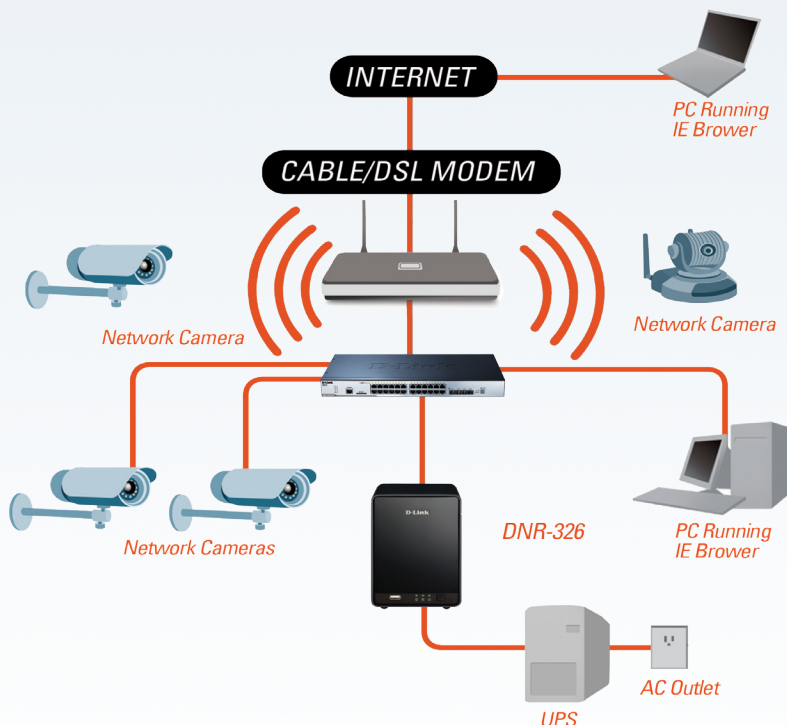 INTERNET
PC Running
IE Brower
CABLE/DSL MODEM
Network Camera
Network Camera
D-Link
Network Cameras
D-Link
DNR-326
PC Running
IE Brower
AC Outlet
UPS